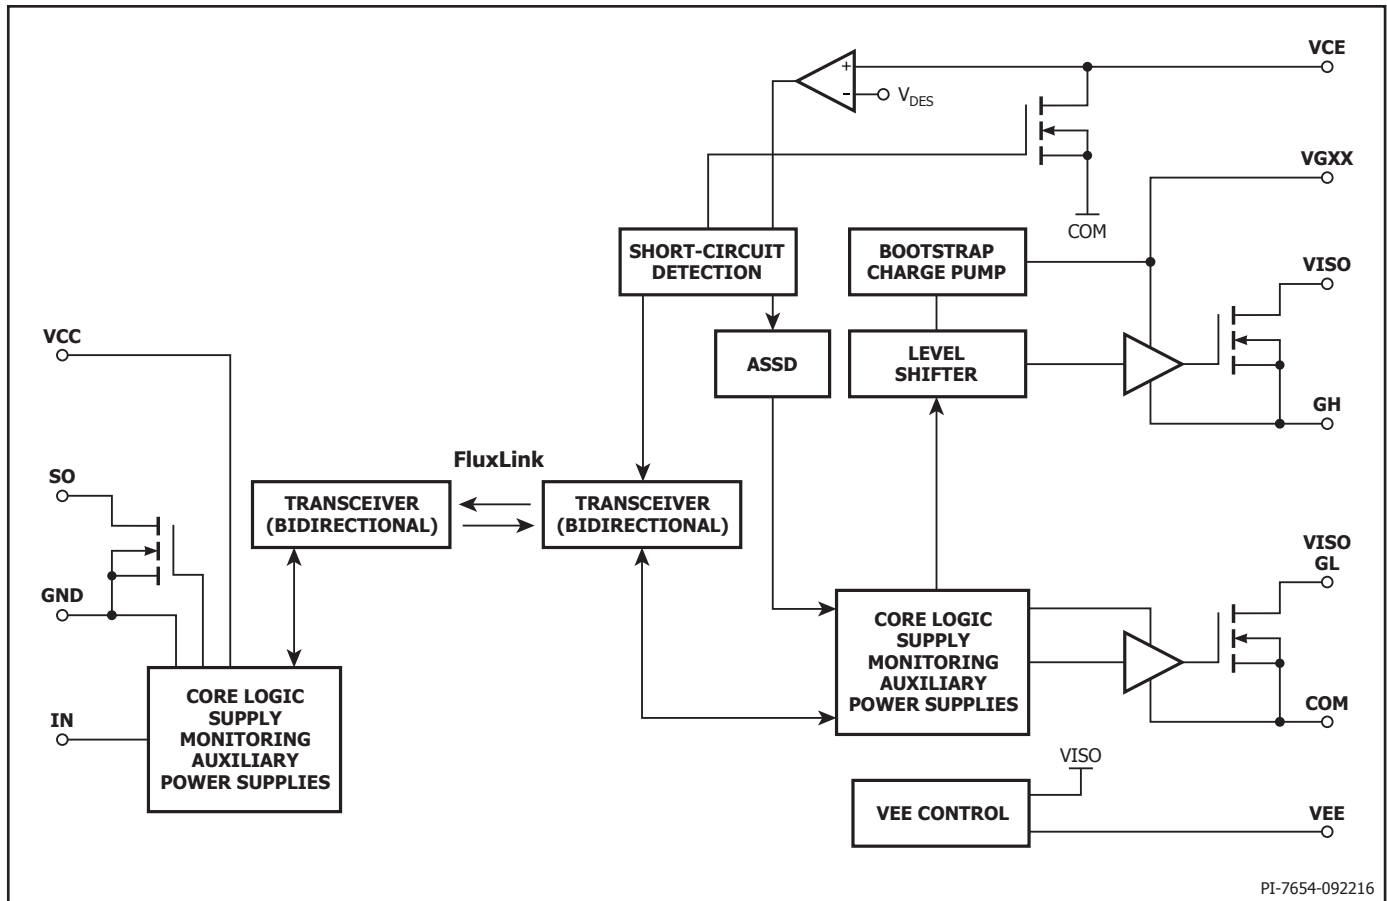 VCE
+
-
VDES
VGXX
COM
SHORT-CIRCUIT
DETECTION
BOOTSTRAP
CHARGE PUMP
VISO
VCC
ASSD
LEVEL
SHIFTER
GH
FluxLink
SO
TRANSCEIVER
(BIDIRECTIONAL)
TRANSCEIVER
(BIDIRECTIONAL)
VISO
GL
GND
CORE LOGIC
SUPPLY
MONITORING
AUXILIARY
POWER SUPPLIES
COM
IN
CORE LOGIC
SUPPLY
MONITORING
AUXILIARY
POWER SUPPLIES
VISO
VEE CONTROL
VEE
PI-7654-092216